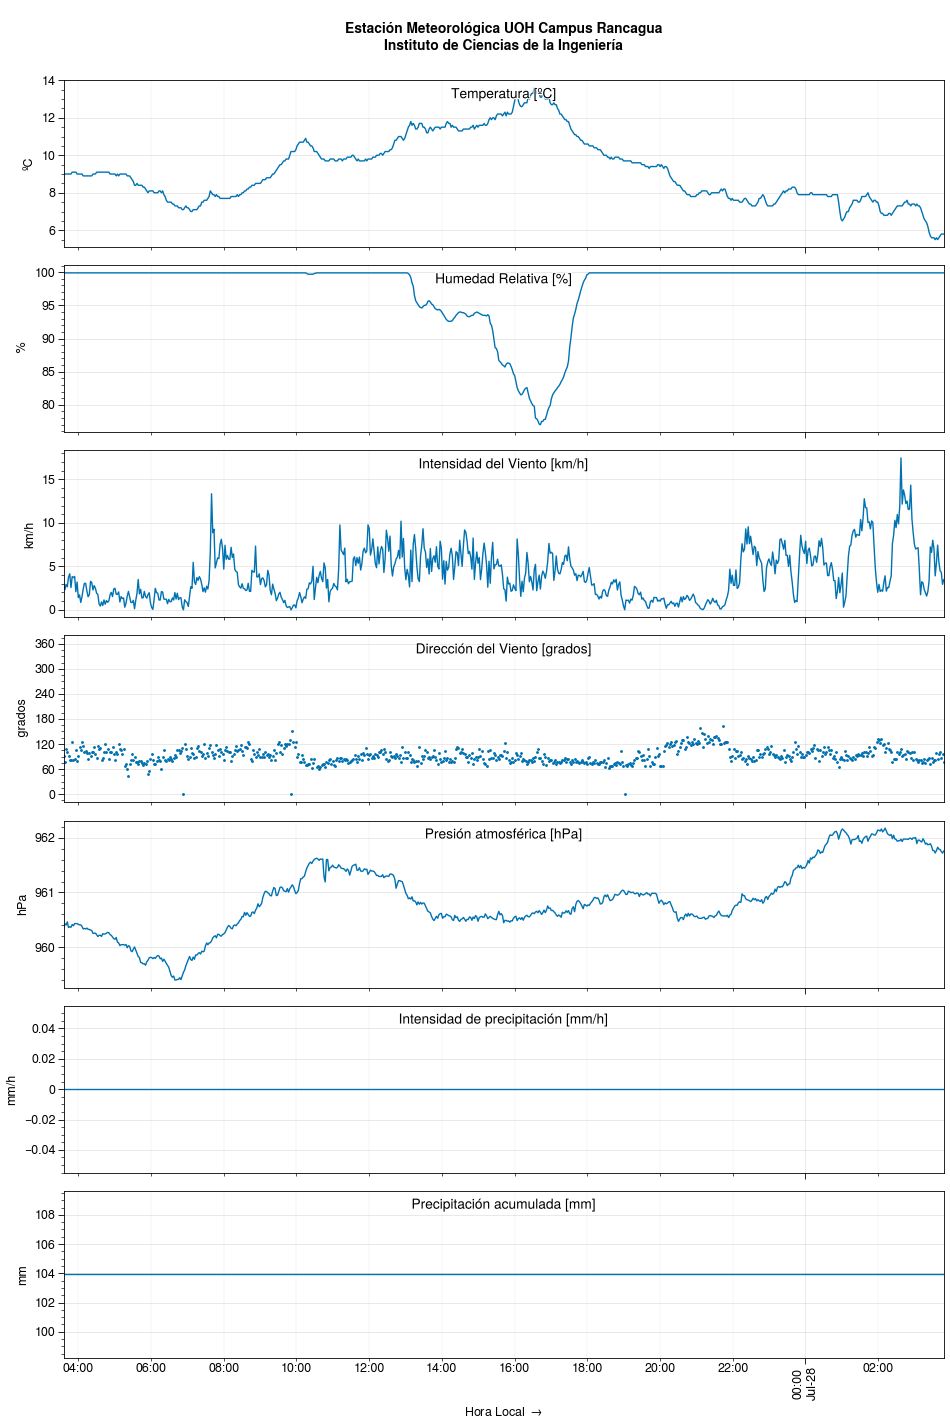 Estación Meteorológica UOH Campus Rancagua
Instituto de Ciencias de la Ingeniería
Temperatura [ºC]
ºC
14
12
10
8
6
Humedad Relativa [%]
%
100
95
90
85
80
Intensidad del Viento [km/h]
km/h
15
10
5
0
Dirección del Viento [grados]
grados
360
300
240
180
120
60
0
Presión atmosférica [hPa]
hPa
962
961
960
Intensidad de precipitación [mm/h]
mm/h
0.04
0.02
0
−0.02
−0.04
Precipitación acumulada [mm]
mm
108
106
104
102
100
04:00 06:00 08:00 10:00 12:00 14:00 16:00 18:00 20:00 22:00 00:00 02:00
Jul-28
Hora Local →